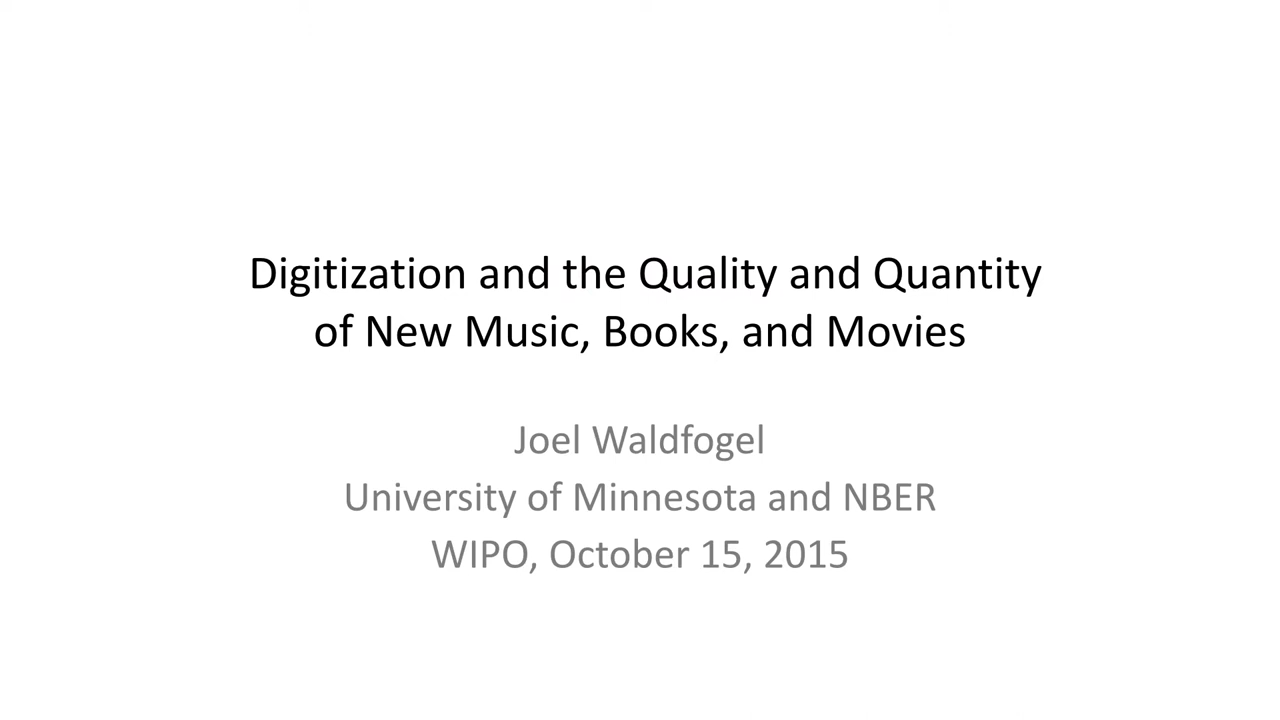 Digitization and the Quality and Quantity
of New Music, Books, and Movies
Joel Waldfogel
University of Minnesota and NBER
WIPO, October 15, 2015